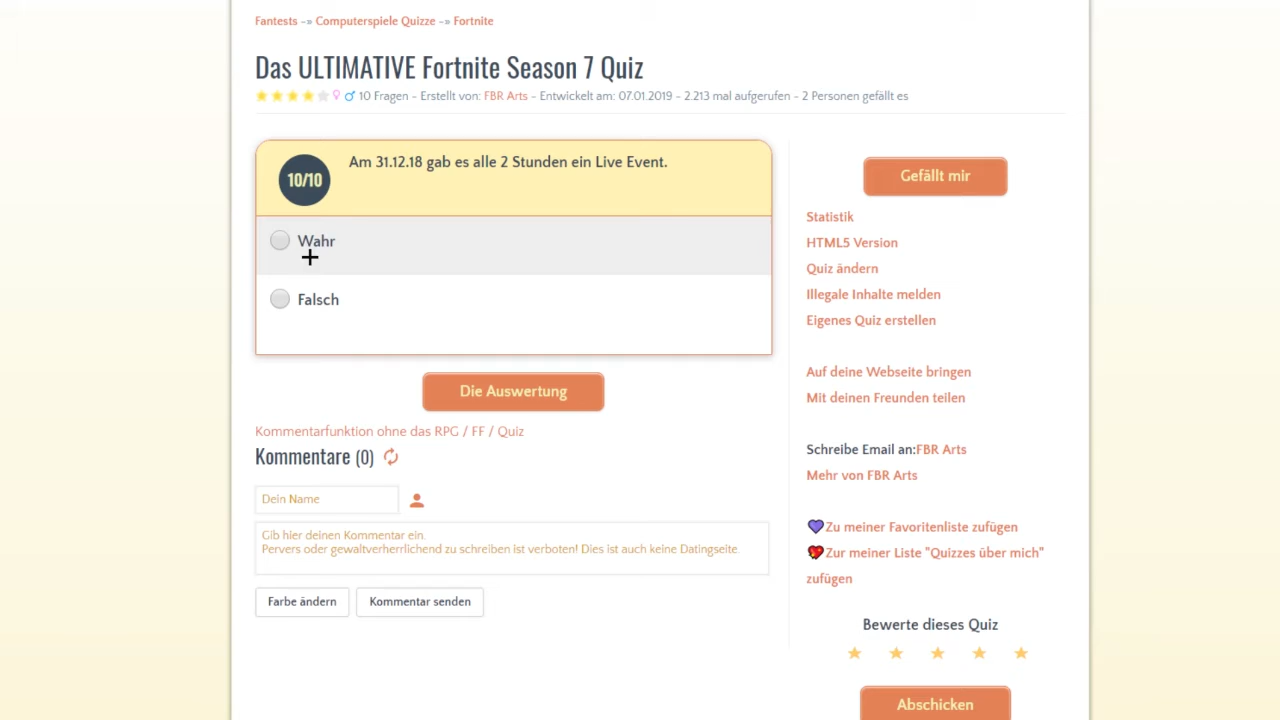 Fantests -» Computerspiele Quizze -» Fortnite
Das ULTIMATIVE Fortnite Season 7 Quiz
10 Fragen - Erstellt von: FBR Arts - Entwickelt am: 07.01.2019 - 2.213 mal aufgerufen - 2 Personen gefällt es
10/10
Am 31.12.18 gab es alle 2 Stunden ein Live Event.
Wahr
Falsch
Die Auswertung
Kommentarfunktion ohne das RPG / FF / Quiz
Kommentare (0)
Dein Name
Gib hier deinen Kommentar ein.
Pervers oder gewaltverherrlichend zu schreiben ist verboten! Dies ist auch keine Datingseite.
Farbe ändern
Kommentar senden
Gefällt mir
Statistik
HTML5 Version
Quiz ändern
Illegale Inhalte melden
Eigenes Quiz erstellen
Auf deine Webseite bringen
Mit deinen Freunden teilen
Schreibe Email an:FBR Arts
Mehr von FBR Arts
Zu meiner Favoritenliste zufügen
Zur meiner Liste "Quizzes über mich"
zufügen
Bewerte dieses Quiz
Abschicken